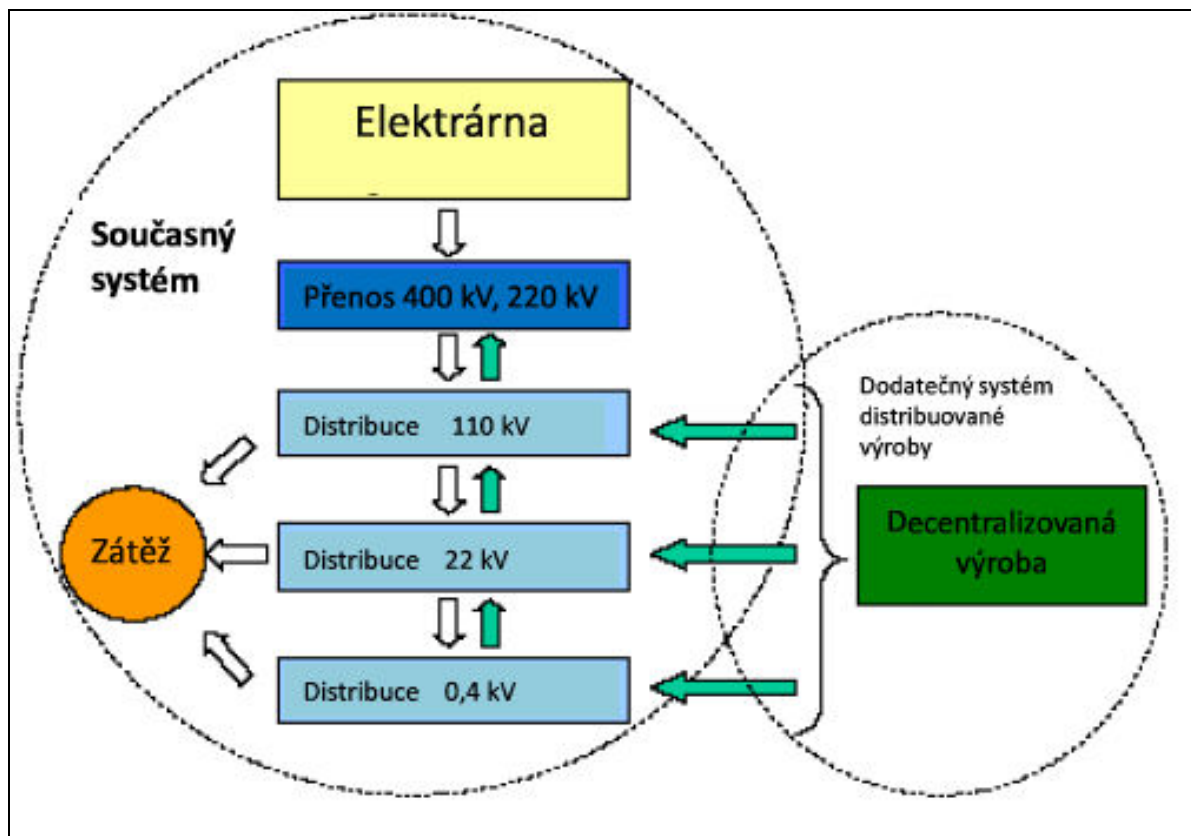 Elektrárna
Současný
systém
Přenos 400 kV, 220 kV
Distribuce 110 kV
Dodatečný systém
distribuované
výroby
Zátěž
Distribuce 22 kV
Decentralizovaná
výroba
Distribuce 0,4 kV